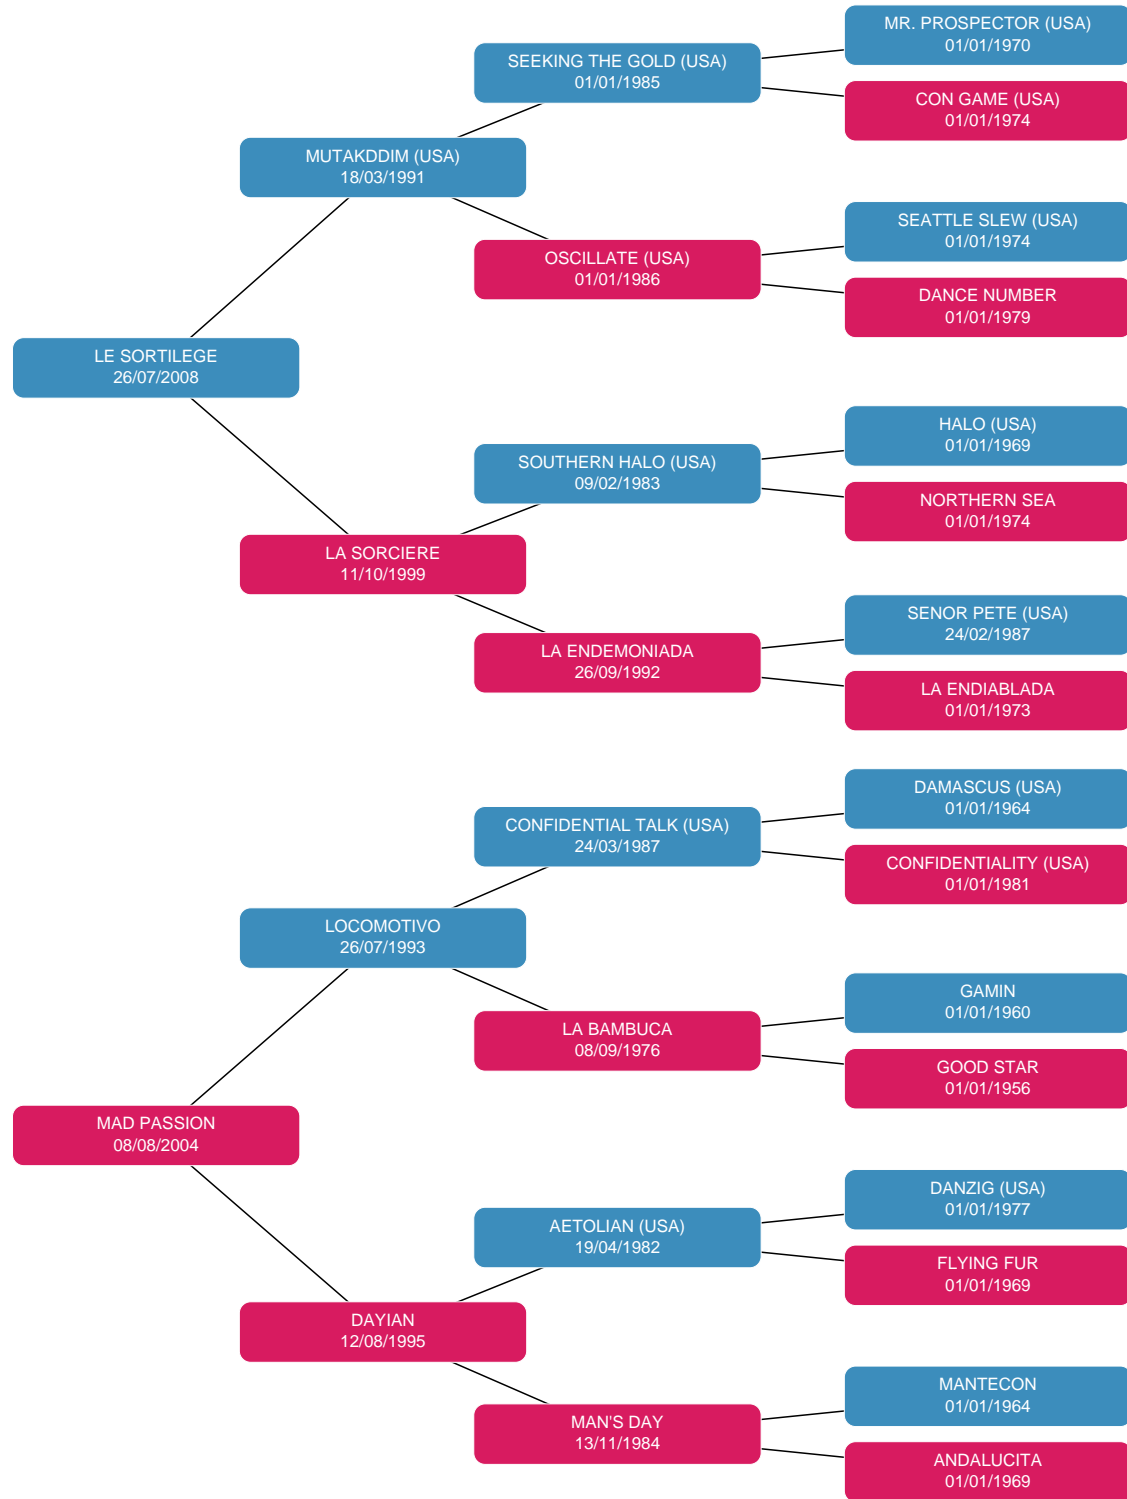 MR. PROSPECTOR (USA)
01/01/1970
SEEKING THE GOLD (USA)
01/01/1985
CON GAME (USA)
01/01/1974
MUTAKDDIM (USA)
18/03/1991
SEATTLE SLEW (USA)
01/01/1974
OSCILLATE (USA)
01/01/1986
DANCE NUMBER
01/01/1979
LE SORTILEGE
26/07/2008
HALO (USA)
01/01/1969
SOUTHERN HALO (USA)
09/02/1983
NORTHERN SEA
01/01/1974
LA SORCIERE
11/10/1999
SENOR PETE (USA)
24/02/1987
LA ENDEMONIADA
26/09/1992
LA ENDIABLADA
01/01/1973
DAMASCUS (USA)
01/01/1964
CONFIDENTIAL TALK (USA)
24/03/1987
CONFIDENTIALITY (USA)
01/01/1981
LOCOMOTIVO
26/07/1993
GAMIN
01/01/1960
LA BAMBUCA
08/09/1976
GOOD STAR
01/01/1956
MAD PASSION
08/08/2004
DANZIG (USA)
01/01/1977
AETOLIAN (USA)
19/04/1982
FLYING FUR
01/01/1969
DAYIAN
12/08/1995
MANTECON
01/01/1964
MAN'S DAY
13/11/1984
ANDALUCITA
01/01/1969